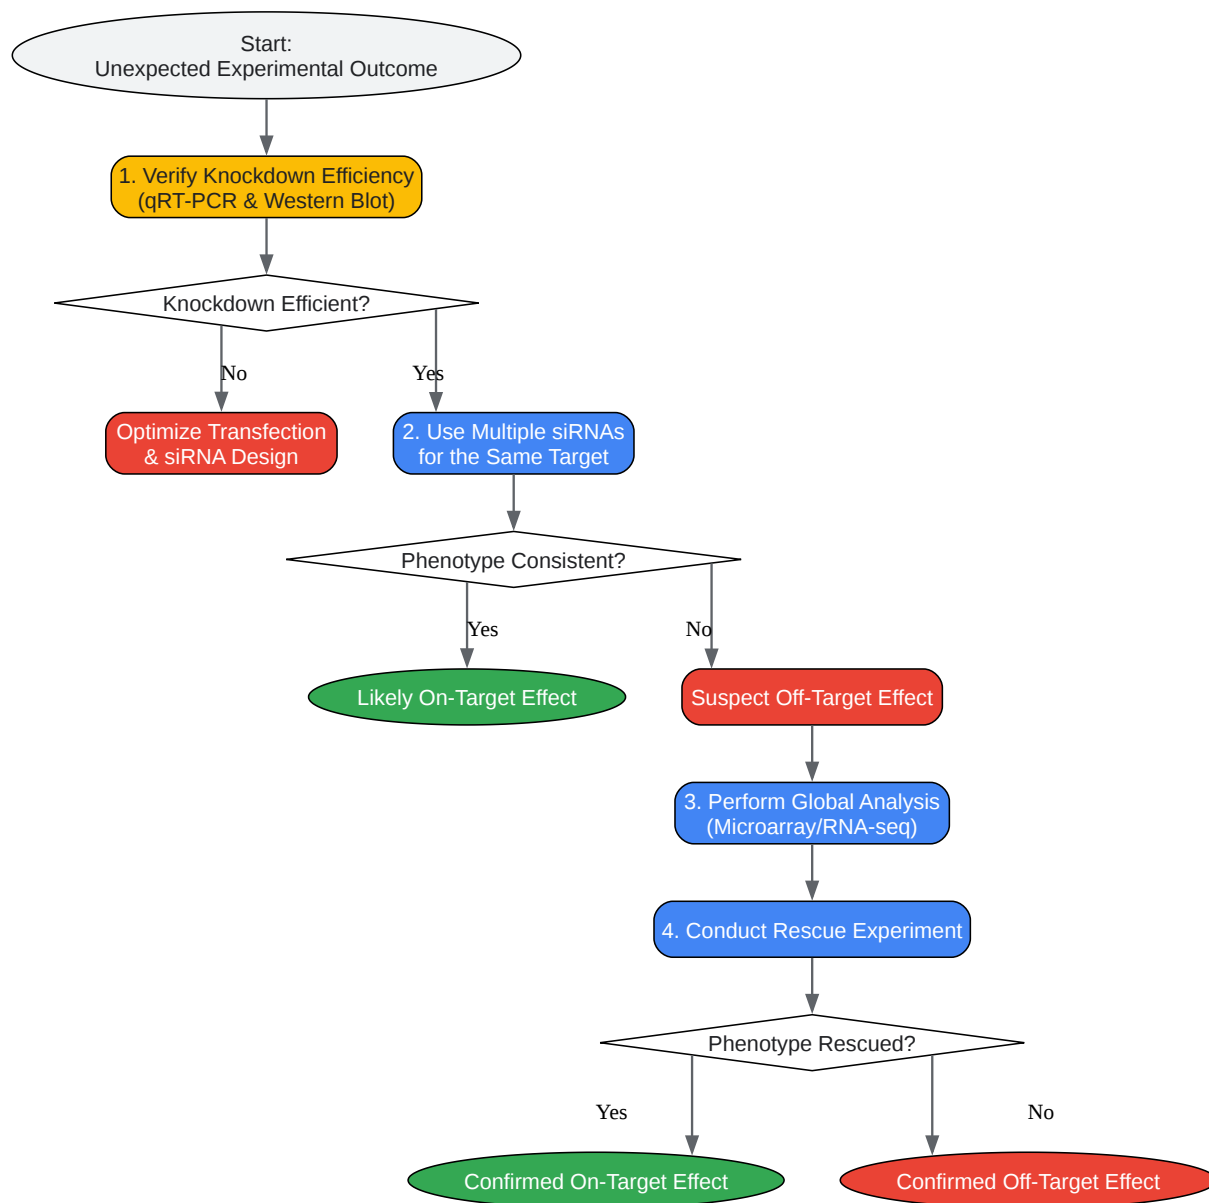 Start:
Unexpected Experimental Outcome
1. Verify Knockdown Efficiency
(qRT-PCR & Western Blot)
Knockdown Efficient?
No
Yes
Optimize Transfection
& siRNA Design
2. Use Multiple siRNAs
for the Same Target
Phenotype Consistent?
Yes
No
Likely On-Target Effect
Suspect Off-Target Effect
3. Perform Global Analysis
(Microarray/RNA-seq)
4. Conduct Rescue Experiment
Phenotype Rescued?
Yes
No
Confirmed On-Target Effect
Confirmed Off-Target Effect